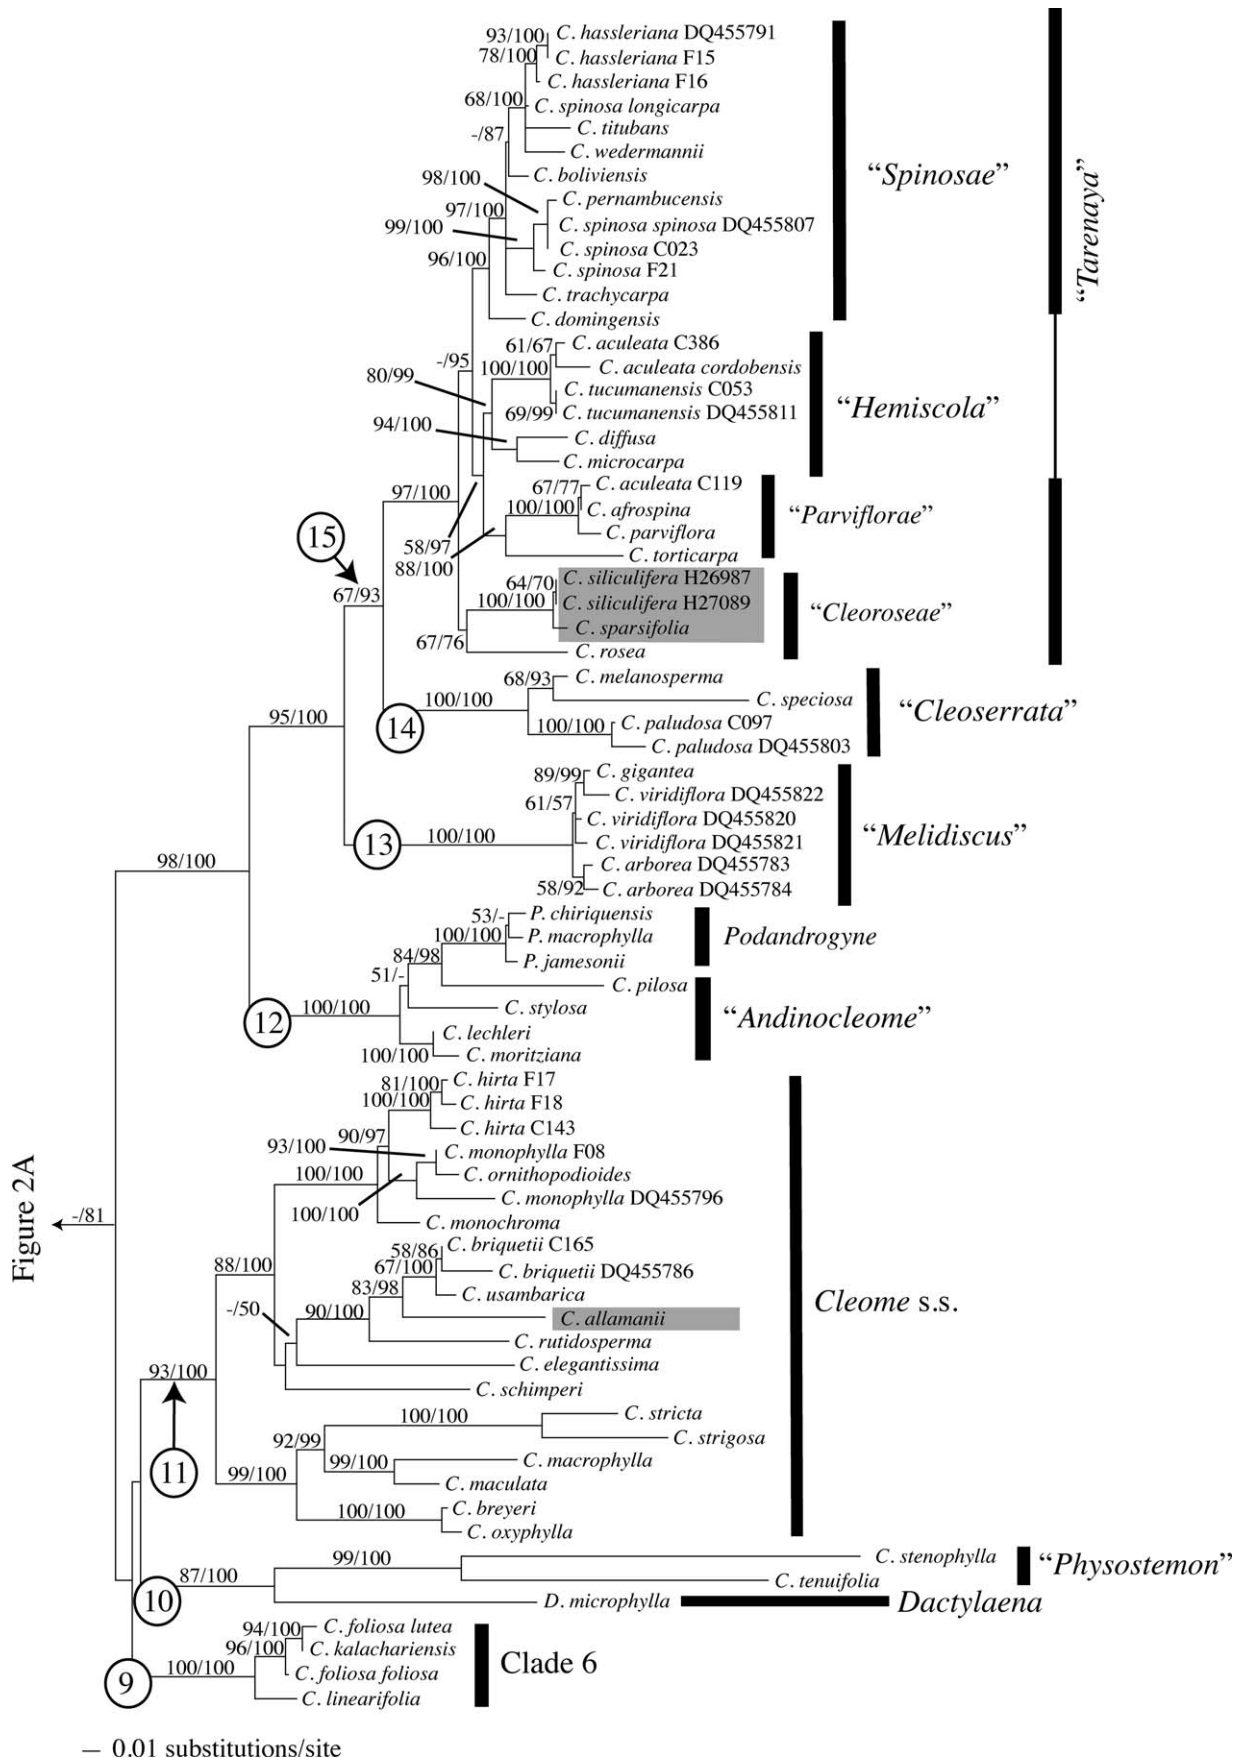 93/100
C. hassleriana DQ455791
78/100
C. hassleriana F15
C. hassleriana F16
68/100
C. spinosa longicarpa
-/87
C. titubans
C. wedermannii
C. boliviensis
98/100
C. pernambucensis
97/100
99/100
C. spinosa spinosa DQ455807
C. spinosa C023
96/100
C. spinosa F21
C. trachycarpa
C. domingensis
“Spinosae”
“Tarenaya”
61/67
C. aculeata C386
-/95
80/99
100/100
C. aculeata cordobensis
C. tucumanensis C053
69/99
C. tucumanensis DQ455811
94/100
C. diffusa
C. microcarpa
“Hemiscola”
97/100
67/77
C. aculeata C119
100/100
C. afrospina
C. parviflora
58/97
88/100
C. torticarpa
“Parviflorae”
15
67/93
64/70
C. siliculifera H26987
100/100
C. siliculifera H27089
C. sparsifolia
67/76
C. rosea
“Cleoroseae”
68/93
C. melanosperma
100/100
C. speciosa
14
100/100
C. paludosa C097
C. paludosa DQ455803
“Cleoserrata”
95/100
89/99
C. gigantea
C. viridiflora DQ455822
61/57
C. viridiflora DQ455820
C. viridiflora DQ455821
13
100/100
C. arborea DQ455783
58/92
C. arborea DQ455784
“Melidiscus”
98/100
53/-
P. chiriquensis
100/100
P. macrophylla
84/98
P. jamesonii
Podandrogyne
51/-
C. pilosa
12
100/100
C. stylosa
C. lechleri
100/100
C. moritziana
“Andinocleome”
81/100
C. hirta F17
100/100
C. hirta F18
C. hirta C143
90/97
93/100
C. monophylla F08
C. ornithopodioides
100/100
C. monophylla DQ455796
100/100
C. monochroma
Figure 2A
-/81
58/86
C. briquetii C165
67/100
C. briquetii DQ455786
88/100
83/98
C. usambarica
-/50
90/100
C. allamanii
C. rutidosperma
C. elegantissima
93/100
C. schimperi
Cleome s.s.
100/100
C. stricta
C. strigosa
92/99
11
99/100
99/100
C. macrophylla
C. maculata
100/100
C. breyeri
C. oxyphylla
99/100
C. stenophylla
“Physostemon”
10
87/100
C. tenuifolia
D. microphylla
Dactylaena
94/100
C. foliosa lutea
96/100
C. kalachariensis
9
100/100
C. foliosa foliosa
C. linearifolia
Clade 6
0.01 substitutions/site